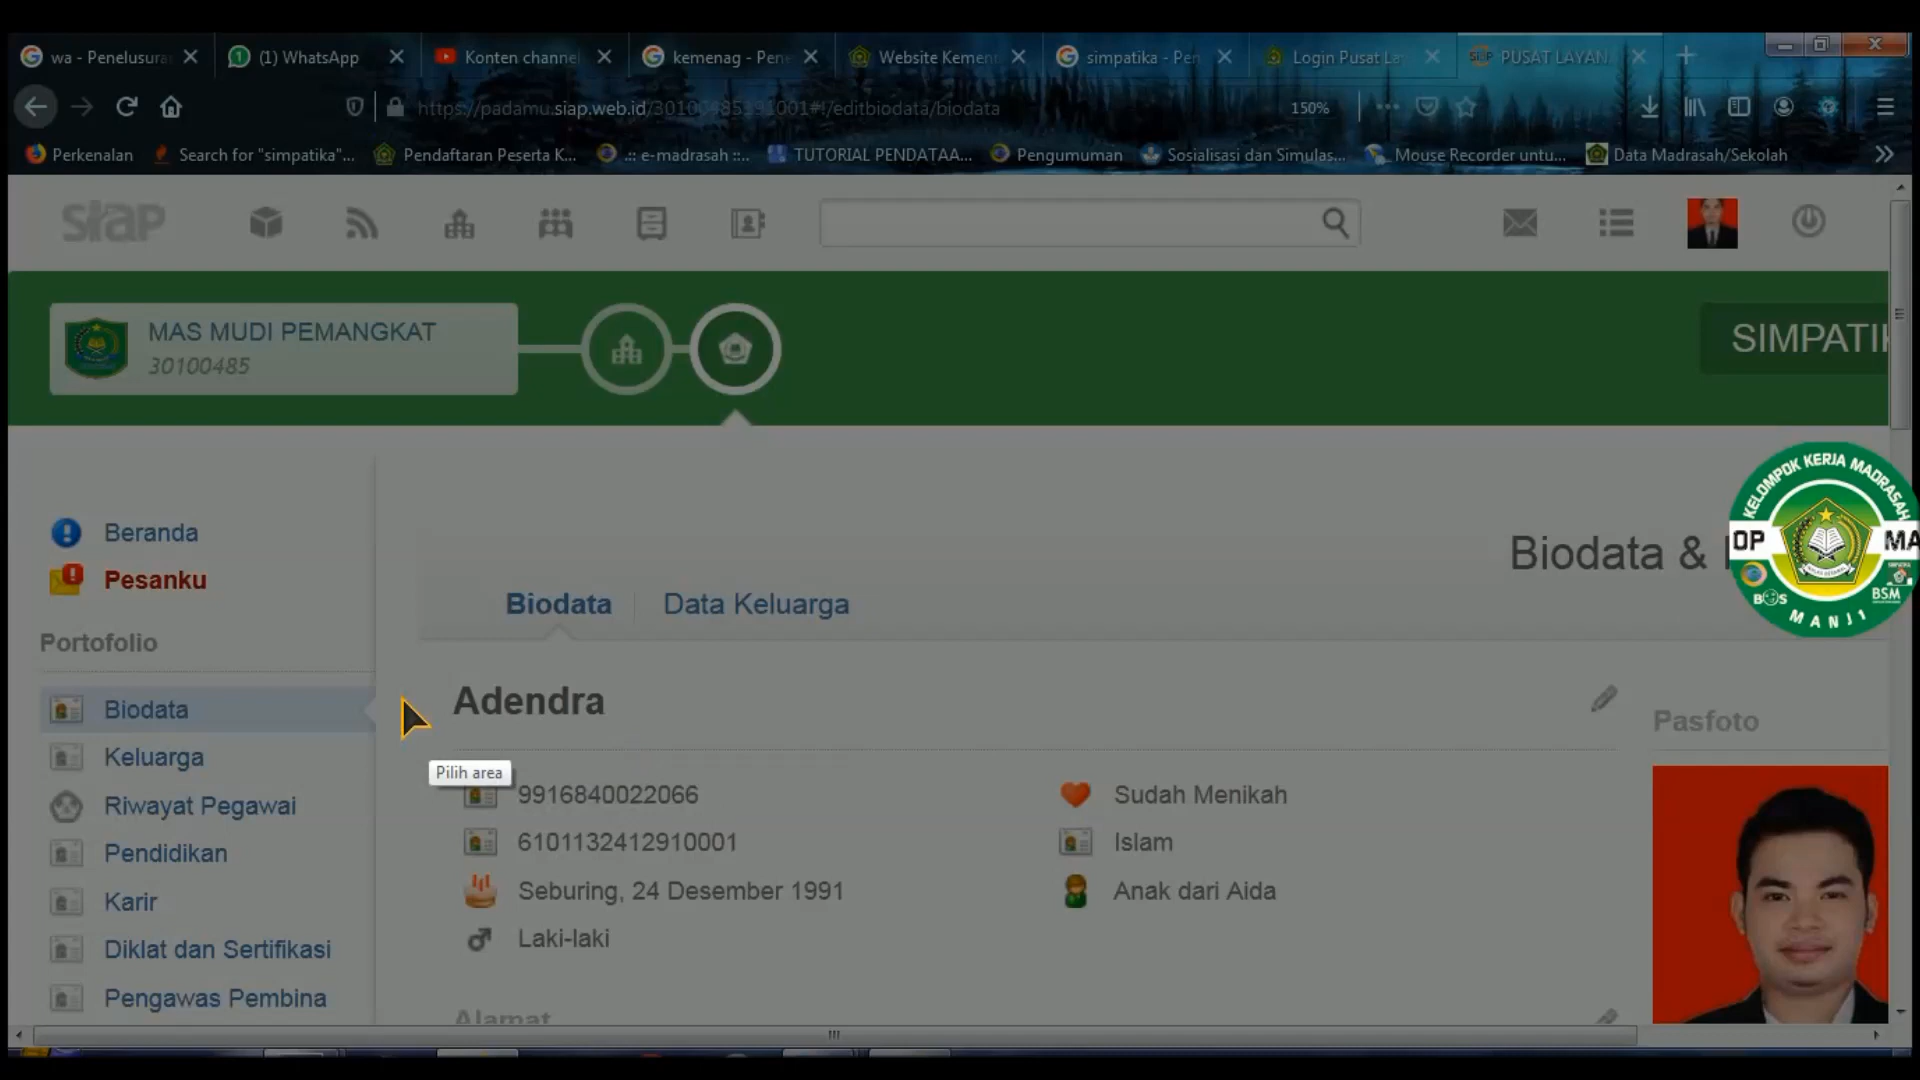 wa - Penelusura
(1) WhatsApp
Konten channel
kemenag - Pene
Website Kemen
simpatika - Pen
Login Pusat La
PUSAT LAYAN
https://padamu.siap.web.id/30100485191001#!/editbiodata/biodata
150%
Perkenalan
Search for "simpatika"...
Pendaftaran Peserta K...
.:: e-madrasah ::..
TUTORIAL PENDATAA...
Pengumuman
Sosialisasi dan Simulas...
Mouse Recorder untu...
Data Madrasah/Sekolah
siap
MAS MUDI PEMANGKAT
30100485
SIMPATIK
KELOMPOK KERJA MADRASAH
OP MA
BOS BSM
MANJ1
Beranda
Pesanku
Portofolio
Biodata
Keluarga
Riwayat Pegawai
Pendidikan
Karir
Diklat dan Sertifikasi
Pengawas Pembina
Biodata &
Biodata
Data Keluarga
Adendra
Pilih area
9916840022066
6101132412910001
Seburing, 24 Desember 1991
Laki-laki
Sudah Menikah
Islam
Anak dari Aida
Pasfoto
Alamat